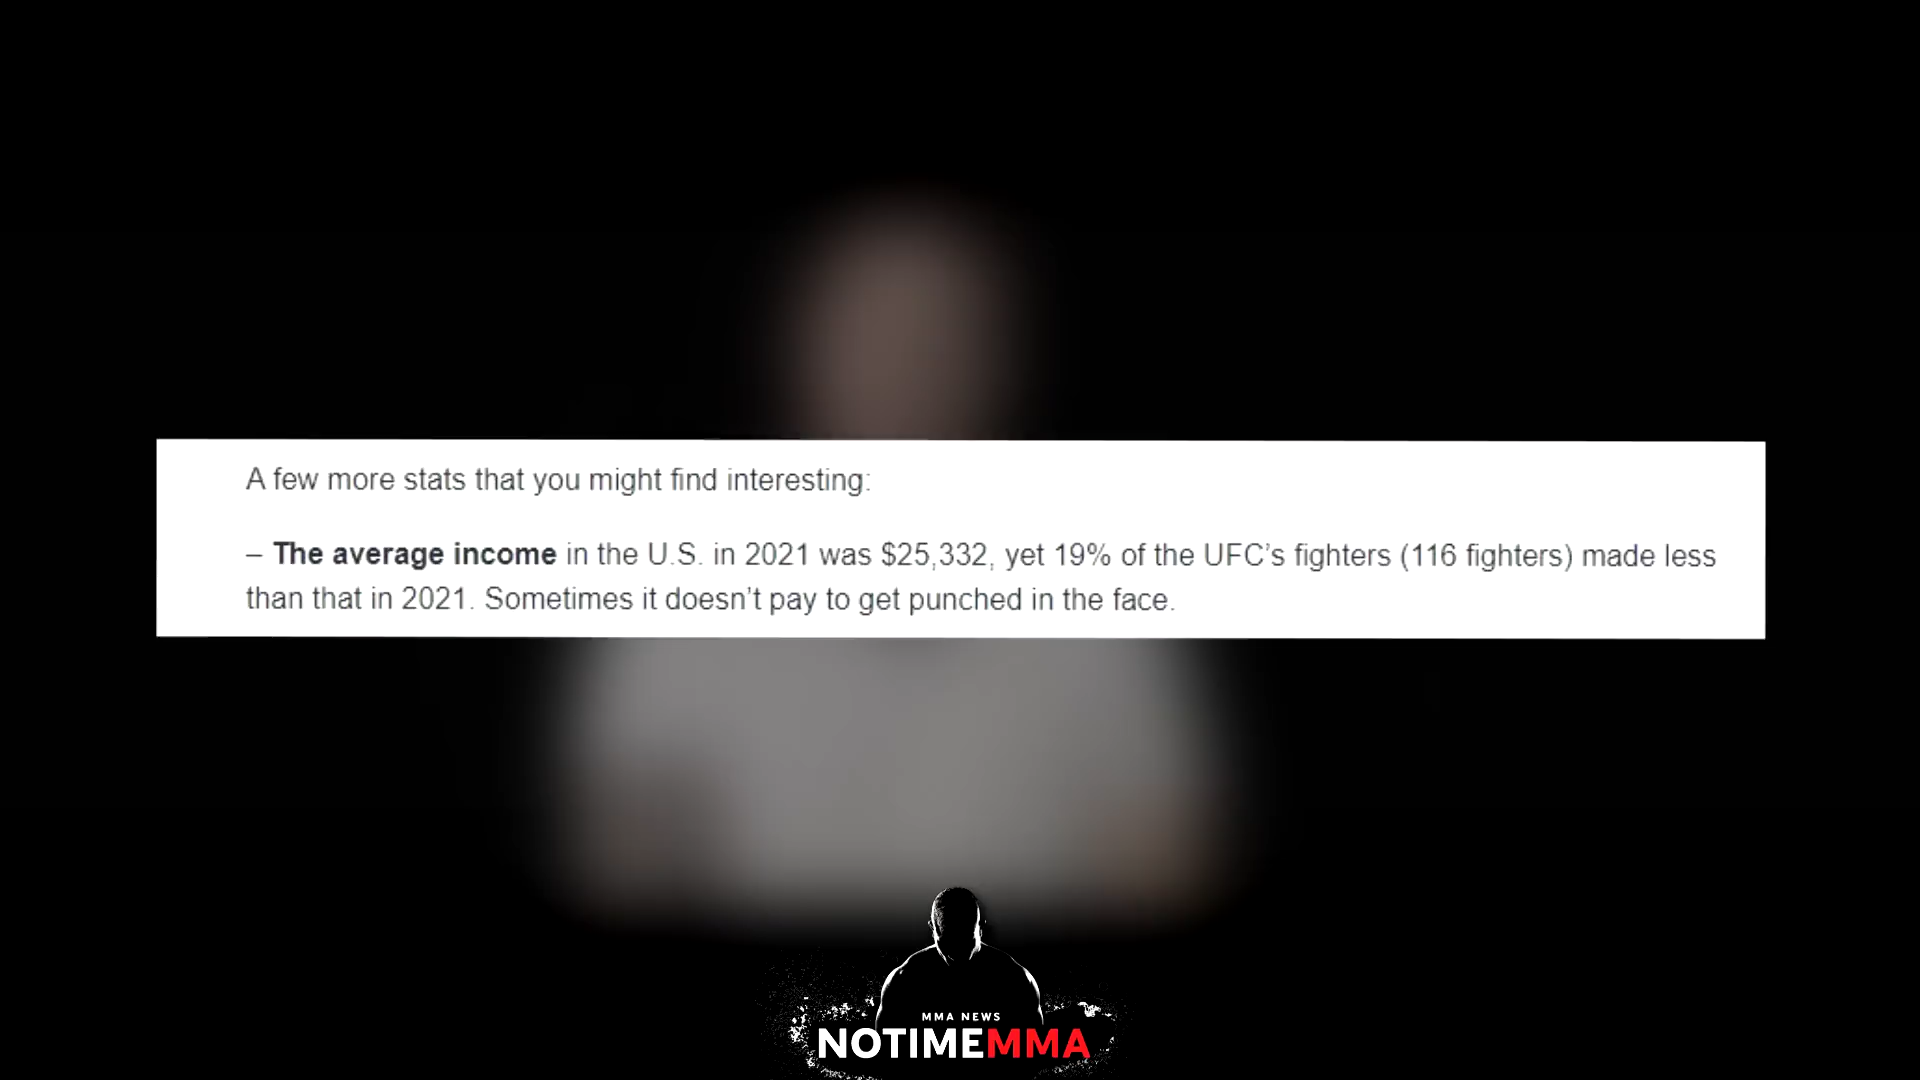 A few more stats that you might find interesting:
– The average income in the U.S. in 2021 was $25,332, yet 19% of the UFC’s fighters (116 fighters) made less
than that in 2021. Sometimes it doesn’t pay to get punched in the face.
MMA NEWS
NOTIMEMMA